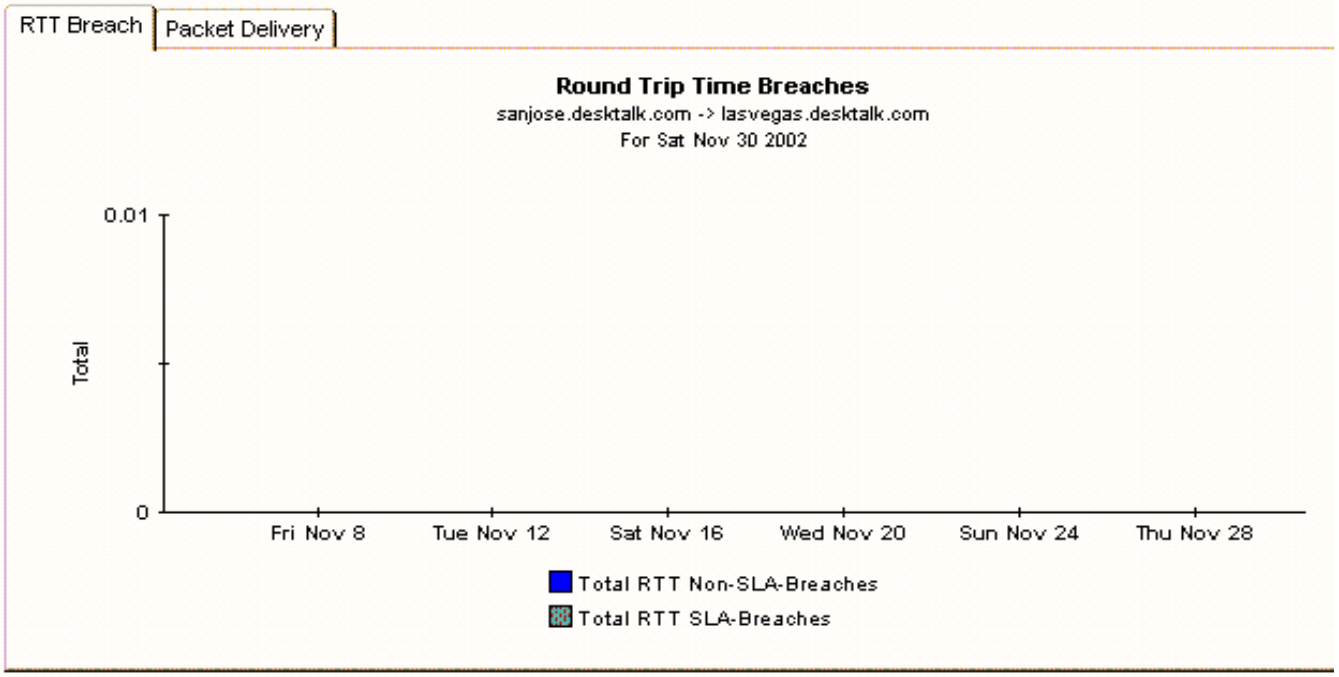 RTT Breach
Packet Delivery
Round Trip Time Breaches
sanjose.desktalk.com -> lasvegas.desktalk.com
For Sat Nov 30 2002
0.01
Total
0
Fri Nov 8 Tue Nov 12 Sat Nov 16 Wed Nov 20 Sun Nov 24 Thu Nov 28
Total RTT Non-SLA-Breaches
Total RTT SLA-Breaches